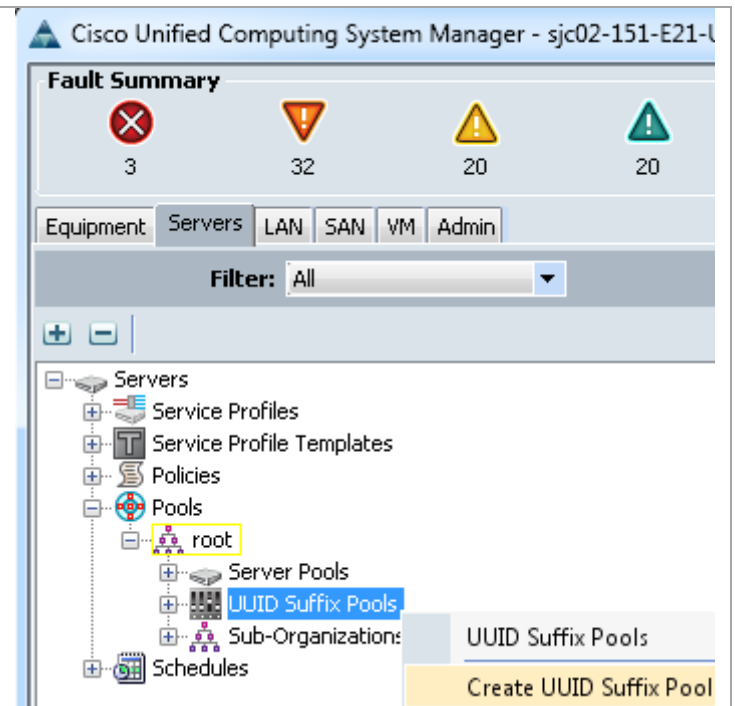 Cisco Unified Computing System Manager - sjc02-151-E21-U
Fault Summary
3 32 20 20
Equipment Servers LAN SAN VM Admin
Filter: All
Servers
Service Profiles
Service Profile Templates
Policies
Pools
root
Server Pools
UUID Suffix Pools
Sub-Organizations
UUID Suffix Pools
Schedules
Create UUID Suffix Pool